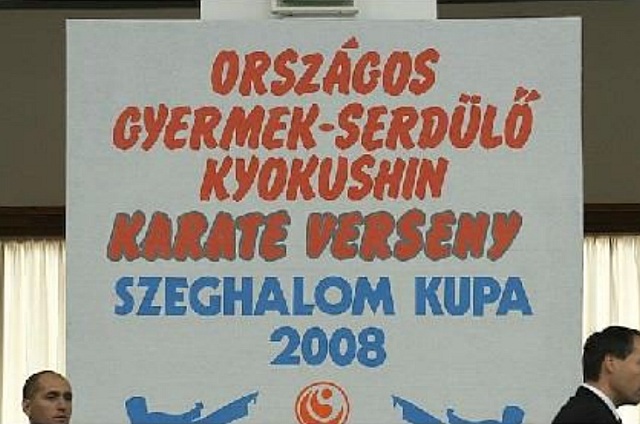 ORSZÁGOS
GYERMEK-SERDÜLŐ
KYOKUSHIN
KARATE VERSENY
SZEGHALOM KUPA
2008